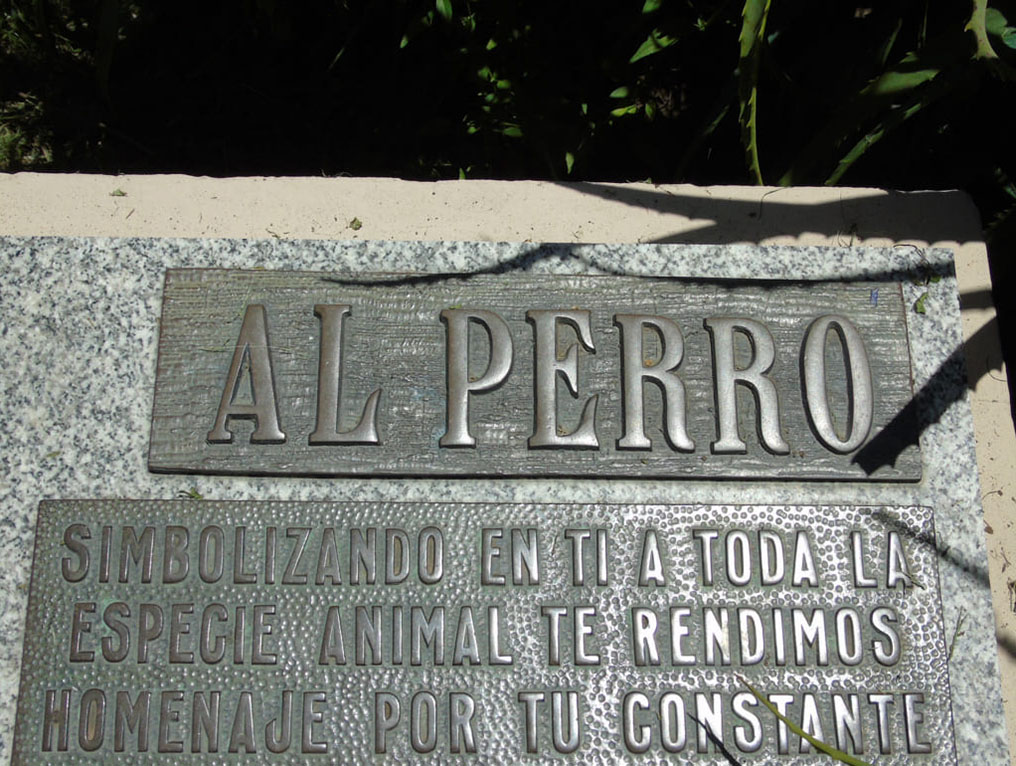 AL PERRO
SIMBOLIZANDO EN TI A TODA LA
ESPECIE ANIMAL TE RENDIMOS
HOMENAJE POR TU CONSTANTE